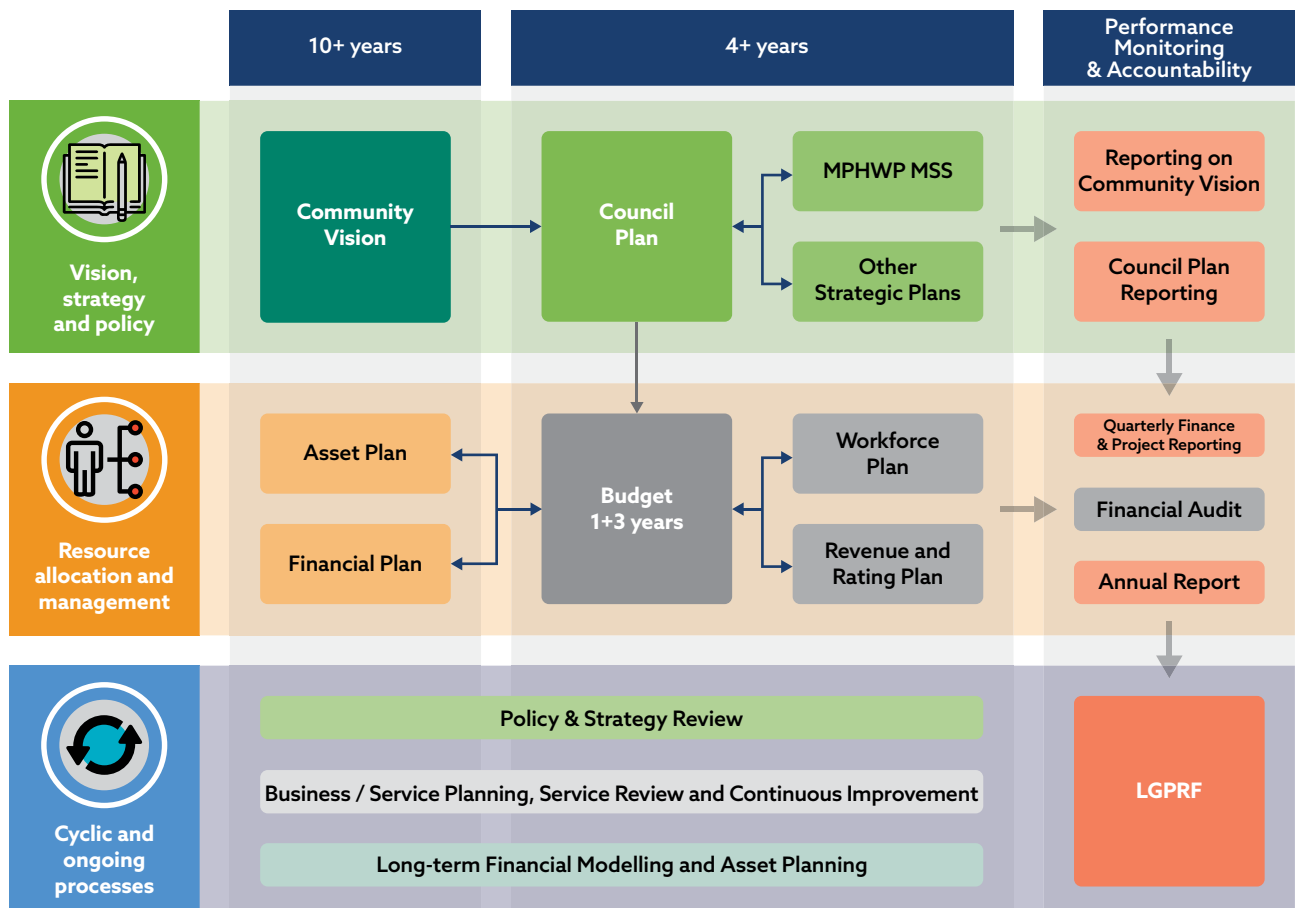 10+ years
4+ years
Performance
Monitoring
& Accountability
Vision,
strategy
and policy
Community
Vision
Council
Plan
MPHWP MSS
Other
Strategic Plans
Reporting on
Community Vision
Council Plan
Reporting
Resource
allocation and
management
Asset Plan
Financial Plan
Budget
1+3 years
Workforce
Plan
Revenue and
Rating Plan
Quarterly Finance
& Project Reporting
Financial Audit
Annual Report
Cyclic and
ongoing
processes
Policy & Strategy Review
Business / Service Planning, Service Review and Continuous Improvement
Long-term Financial Modelling and Asset Planning
LGPRF